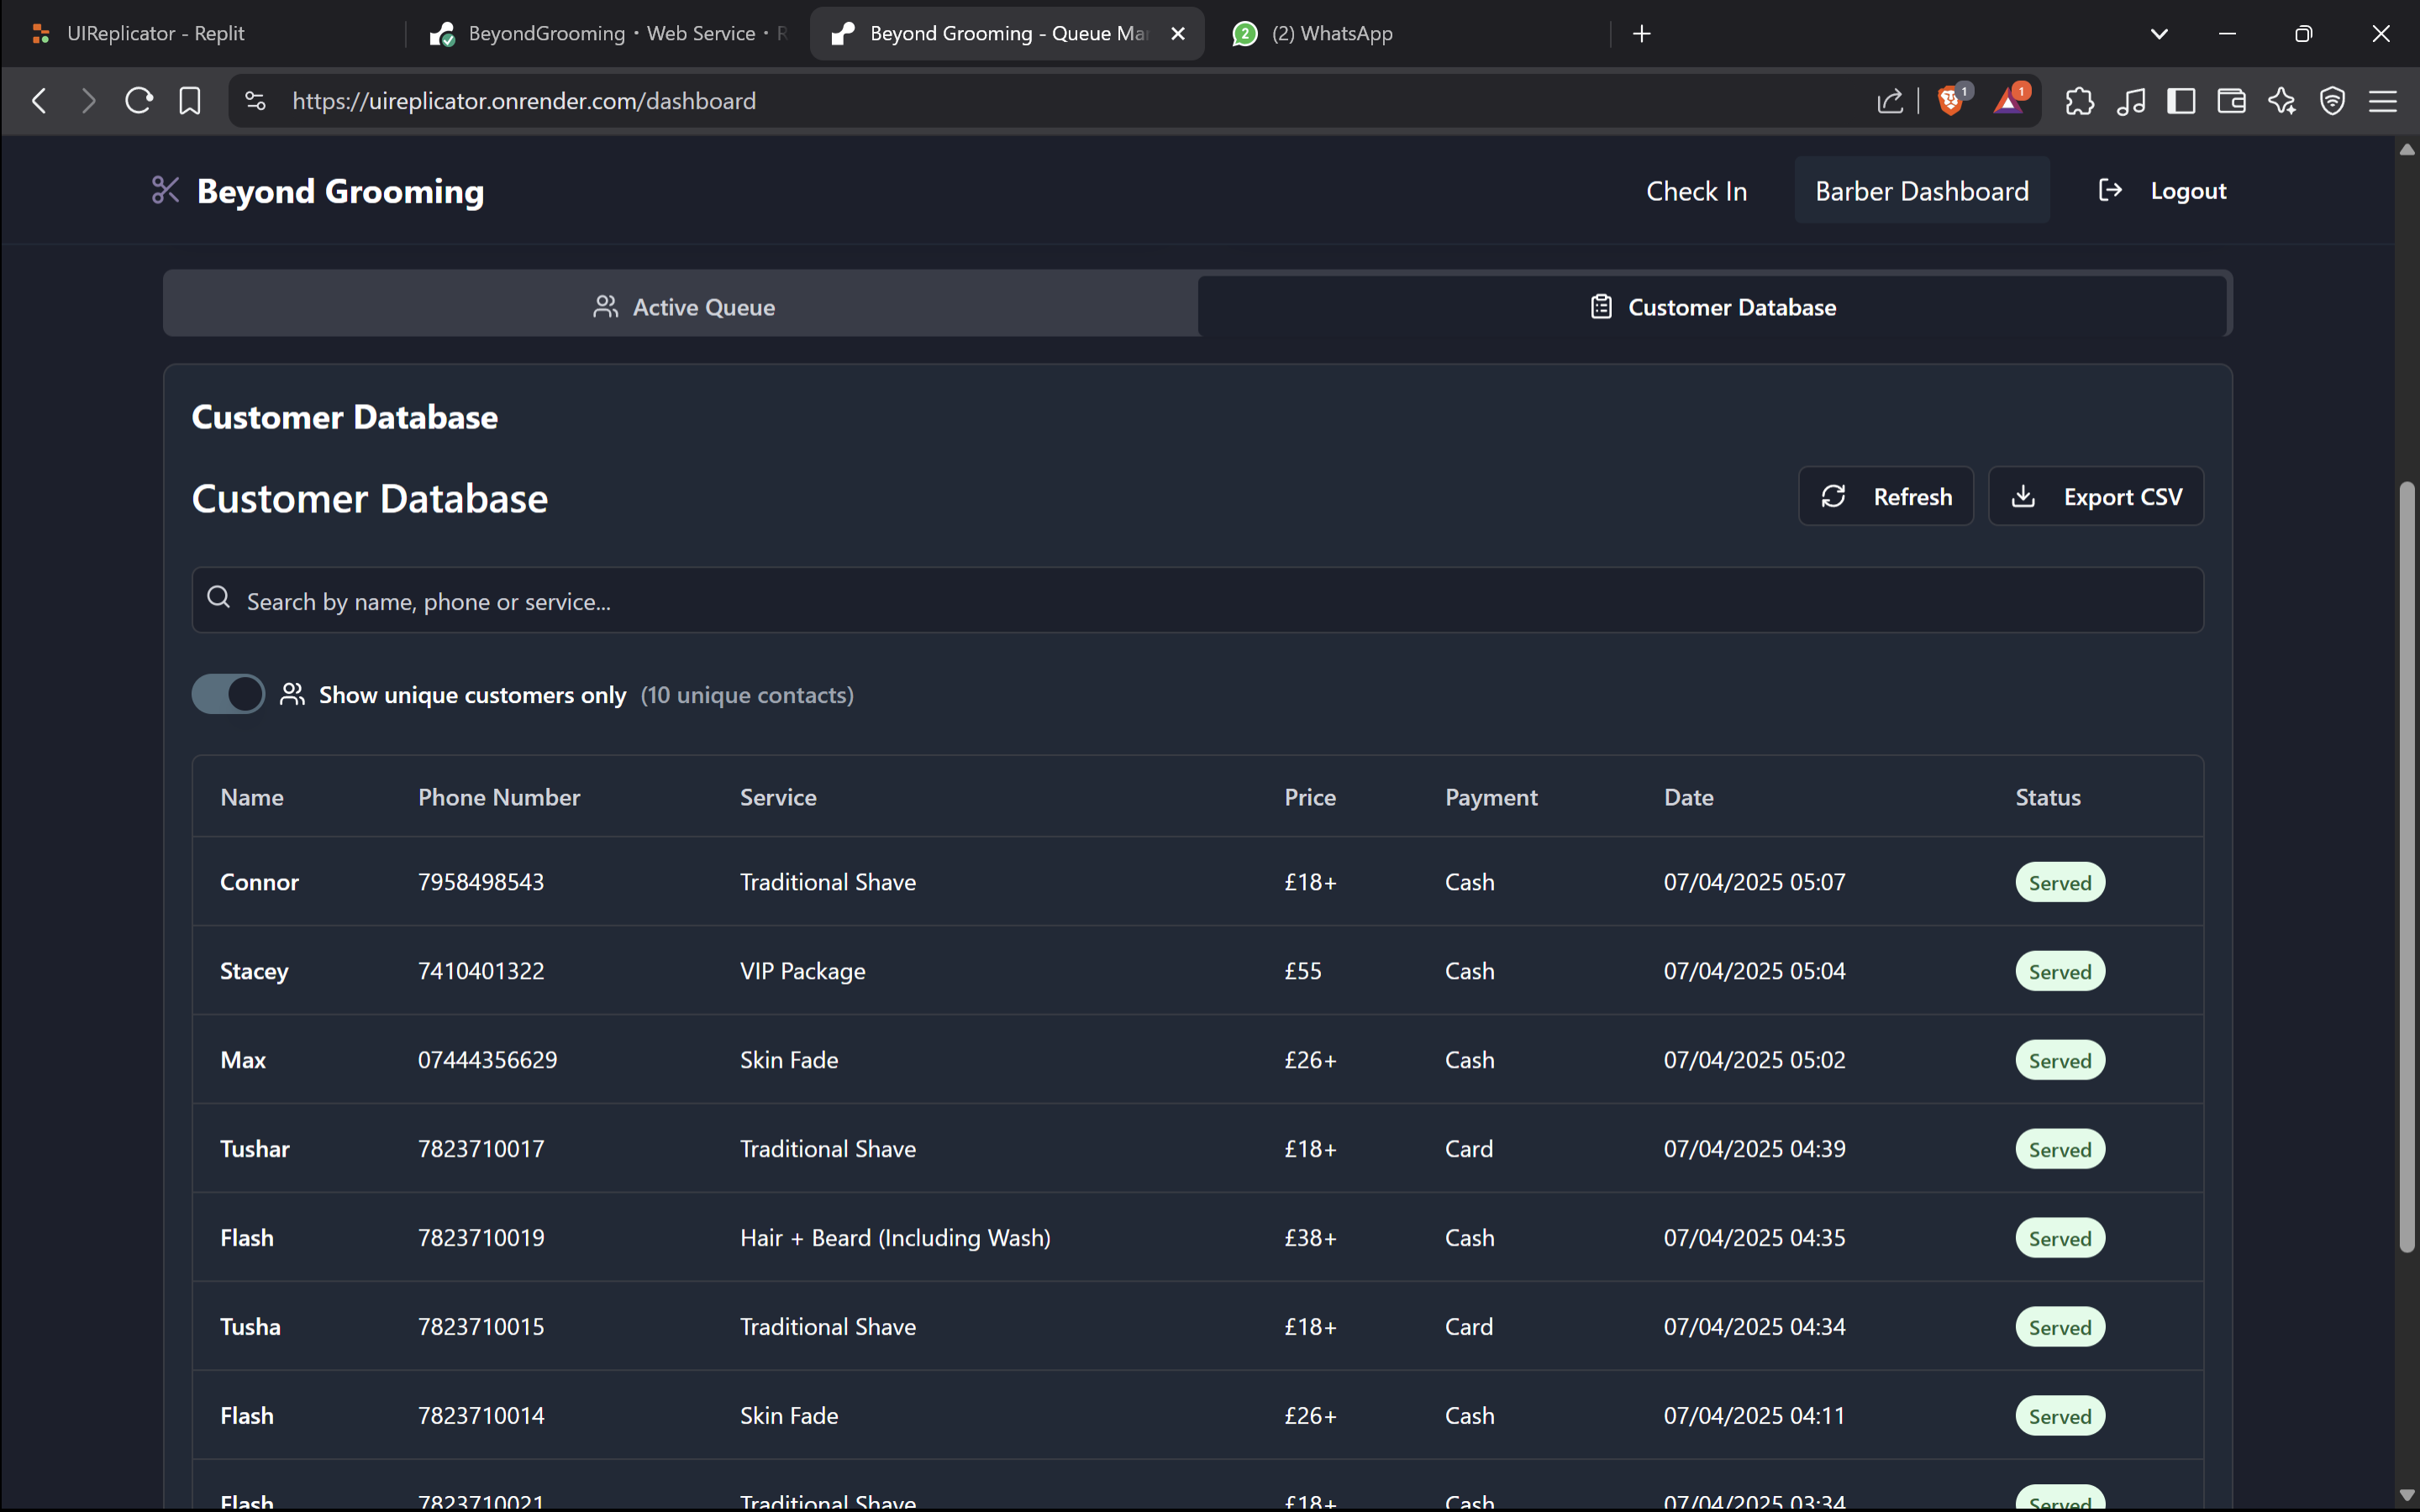 UIReplicator - Replit
BeyondGrooming · Web Service · R
Beyond Grooming - Queue Ma
2
(2) WhatsApp
https://uireplicator.onrender.com/dashboard
1
1
Beyond Grooming
Check In
Barber Dashboard
Logout
Active Queue
Customer Database
Customer Database
Customer Database
Refresh
Export CSV
Search by name, phone or service...
Show unique customers only (10 unique contacts)
Name Phone Number Service Price Payment Date Status
Connor 7958498543 Traditional Shave £18+ Cash 07/04/2025 05:07 Served
Stacey 7410401322 VIP Package £55 Cash 07/04/2025 05:04 Served
Max 07444356629 Skin Fade £26+ Cash 07/04/2025 05:02 Served
Tushar 7823710017 Traditional Shave £18+ Card 07/04/2025 04:39 Served
Flash 7823710019 Hair + Beard (Including Wash) £38+ Cash 07/04/2025 04:35 Served
Tusha 7823710015 Traditional Shave £18+ Card 07/04/2025 04:34 Served
Flash 7823710014 Skin Fade £26+ Cash 07/04/2025 04:11 Served
Flash 7823710021 Traditional Shave £18+ Cash 07/04/2025 03:34 Served